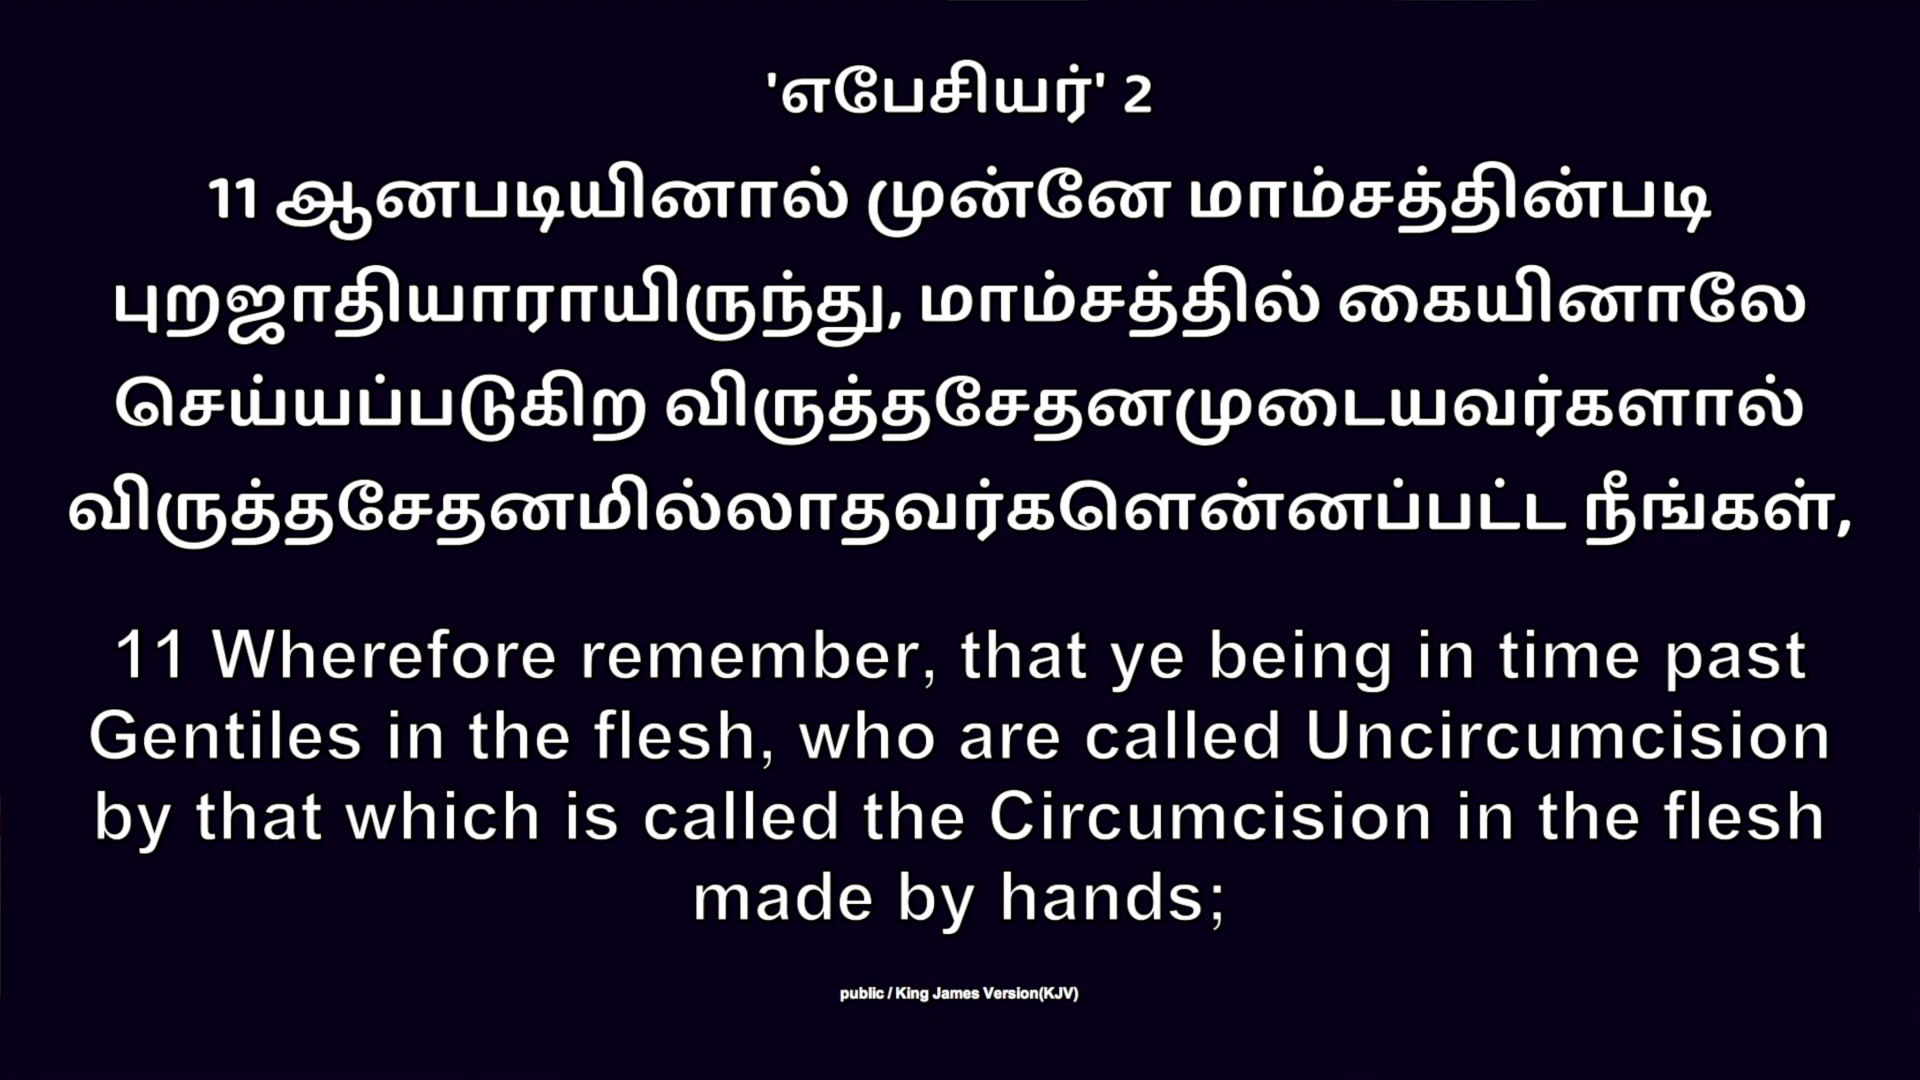 'எபேசியர்' 2
11 ஆனபடியினால் முன்னே மாம்சத்தின்படி
புறஜாதியாராயிருந்து, மாம்சத்தில் கையினாலே
செய்யப்படுகிற விருத்தசேதனமுடையவர்களால்
விருத்தசேதனமில்லாதவர்களென்னப்பட்ட நீங்கள்,
11 Wherefore remember, that ye being in time past
Gentiles in the flesh, who are called Uncircumcision
by that which is called the Circumcision in the flesh
made by hands;
public / King James Version(KJV)